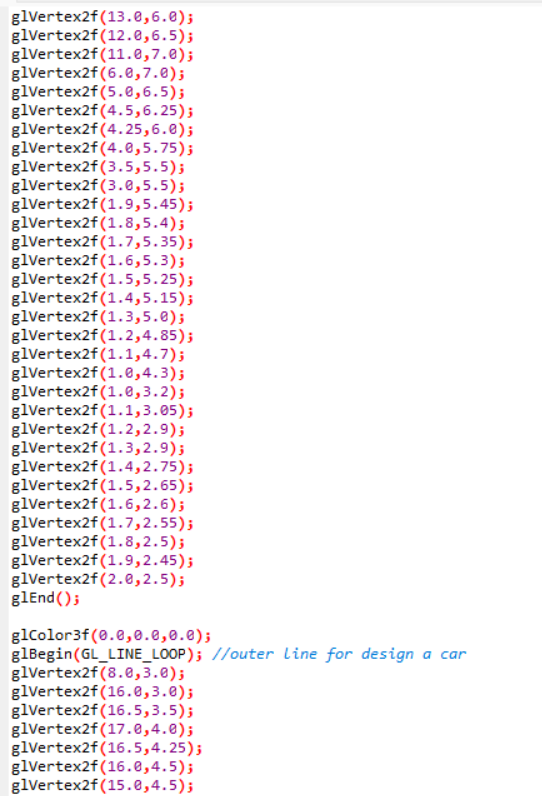 glVertex2f(13.0,6.0);
glVertex2f(12.0,6.5);
glVertex2f(11.0,7.0);
glVertex2f(6.0,7.0);
glVertex2f(5.0,6.5);
glVertex2f(4.5,6.25);
glVertex2f(4.25,6.0);
glVertex2f(4.0,5.75);
glVertex2f(3.5,5.5);
glVertex2f(3.0,5.5);
glVertex2f(1.9,5.45);
glVertex2f(1.8,5.4);
glVertex2f(1.7,5.35);
glVertex2f(1.6,5.3);
glVertex2f(1.5,5.25);
glVertex2f(1.4,5.15);
glVertex2f(1.3,5.0);
glVertex2f(1.2,4.85);
glVertex2f(1.1,4.7);
glVertex2f(1.0,4.3);
glVertex2f(1.0,3.2);
glVertex2f(1.1,3.05);
glVertex2f(1.2,2.9);
glVertex2f(1.3,2.9);
glVertex2f(1.4,2.75);
glVertex2f(1.5,2.65);
glVertex2f(1.6,2.6);
glVertex2f(1.7,2.55);
glVertex2f(1.8,2.5);
glVertex2f(1.9,2.45);
glVertex2f(2.0,2.5);
glEnd();
glColor3f(0.0,0.0,0.0);
glBegin(GL_LINE_LOOP); //outer line for design a car
glVertex2f(8.0,3.0);
glVertex2f(16.0,3.0);
glVertex2f(16.5,3.5);
glVertex2f(17.0,4.0);
glVertex2f(16.5,4.25);
glVertex2f(16.0,4.5);
glVertex2f(15.0,4.5);